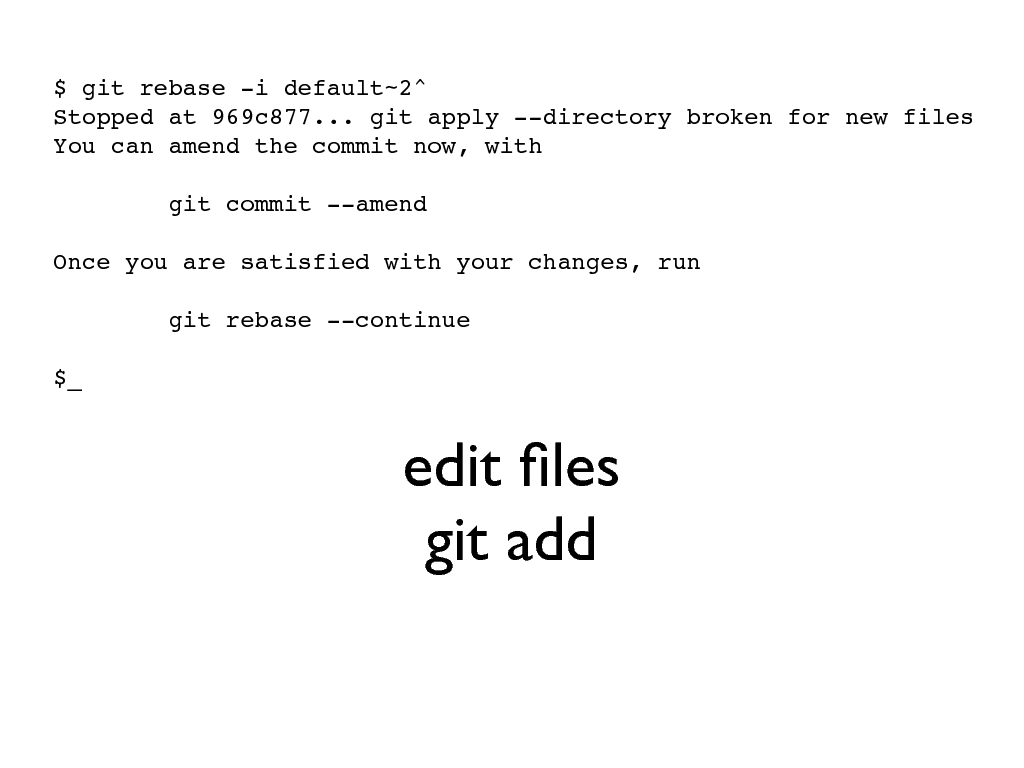 $ git rebase -i default~2^
Stopped at 969c877... git apply --directory broken for new files
You can amend the commit now, with
git commit --amend
Once you are satisfied with your changes, run
git rebase --continue
$_
edit files
git add